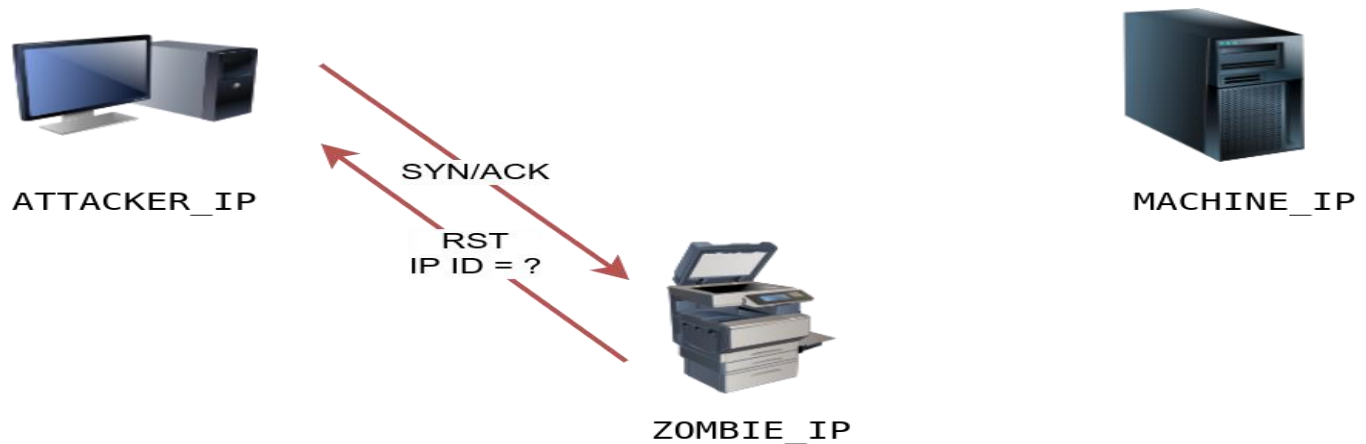 SYN/ACK
ATTACKER_IP
MACHINE_IP
RST
IP ID = ?
ZOMBIE_IP